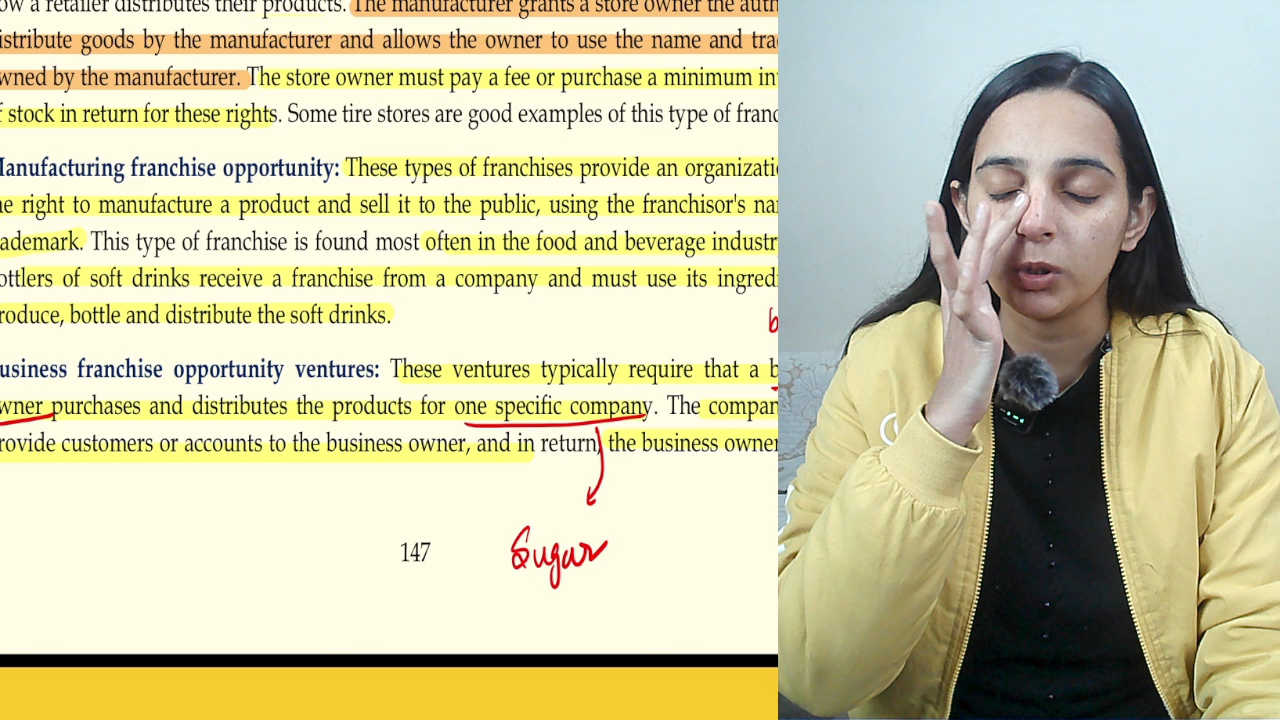 ow a retailer distributes their products. The manufacturer grants a store owner the auth
istribute goods by the manufacturer and allows the owner to use the name and tra
wned by the manufacturer. The store owner must pay a fee or purchase a minimum in
f stock in return for these rights. Some tire stores are good examples of this type of franc
Manufacturing franchise opportunity: These types of franchises provide an organizatio
he right to manufacture a product and sell it to the public, using the franchisor's na
ademark. This type of franchise is found most often in the food and beverage industr
ottlers of soft drinks receive a franchise from a company and must use its ingredi
roduce, bottle and distribute the soft drinks.
b
usiness franchise opportunity ventures: These ventures typically require that a b
wner purchases and distributes the products for one specific company. The compan
rovide customers or accounts to the business owner, and in return, the business owner
Sugar
147